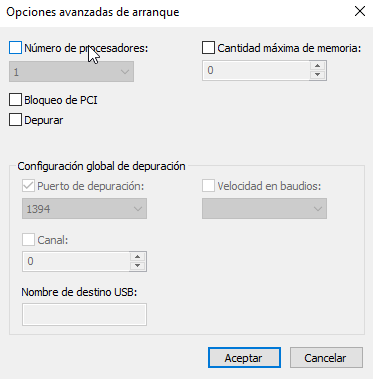 Opciones avanzadas de arranque
Número de procesadores:
Cantidad máxima de memoria:
1
0
Bloqueo de PCI
Depurar
Configuración global de depuración
Puerto de depuración:
Velocidad en baudios:
1394
Canal:
0
Nombre de destino USB:
Aceptar
Cancelar